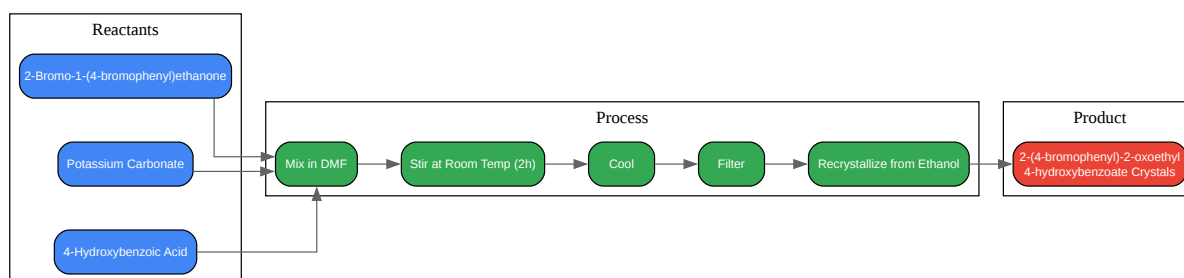 Reactants
2-Bromo-1-(4-bromophenyl)ethanone
Potassium Carbonate
4-Hydroxybenzoic Acid
Process
Mix in DMF
Stir at Room Temp (2h)
Cool
Filter
Recrystallize from Ethanol
Product
2-(4-bromophenyl)-2-oxoethyl
4-hydroxybenzoate Crystals